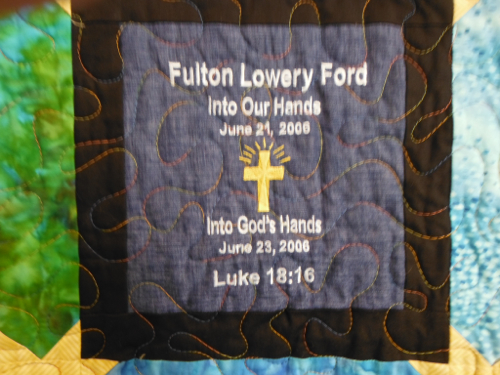 Fulton Lowery Ford
Into Our Hands
June 21, 2006
Into God's Hands
June 23, 2006
Luke 18:16